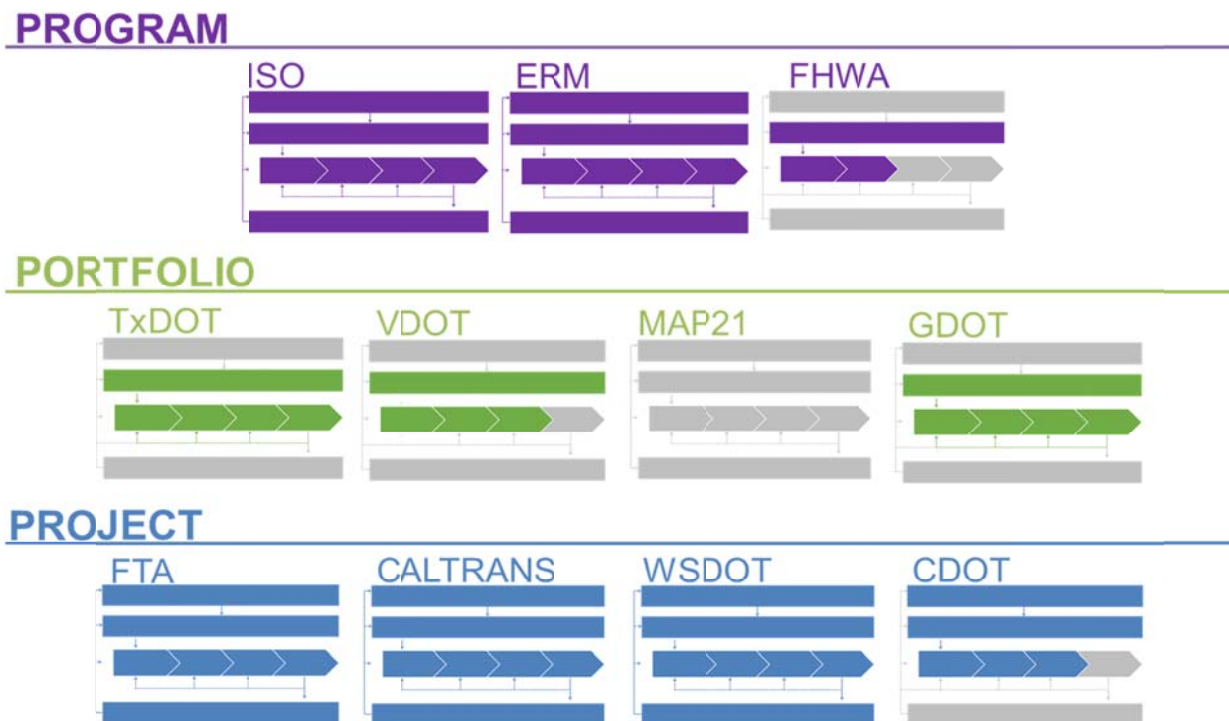 PROGRAM
ISO ERM FHWA
PORTFOLIO
TxDOT VDOT MAP21 GDOT
PROJECT
FTA CALTRANS WSDOT CDOT